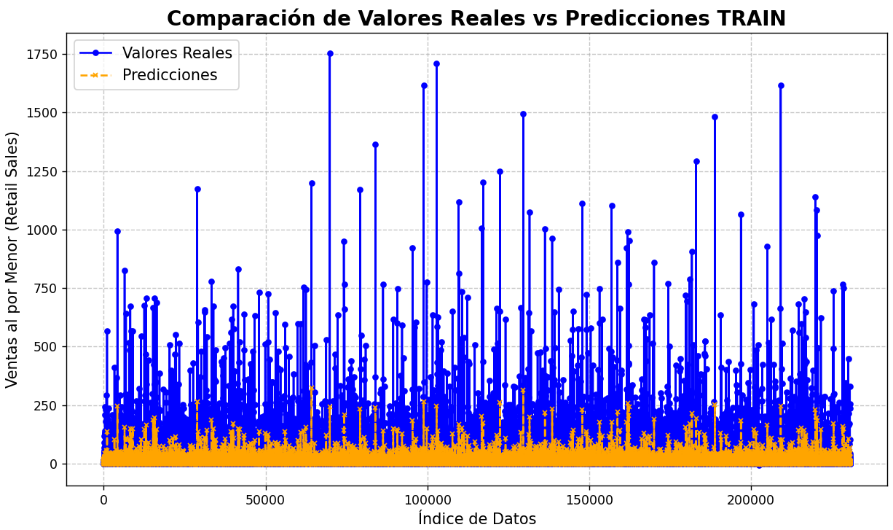 Comparación de Valores Reales vs Predicciones TRAIN
Valores Reales
Predicciones
Ventas al por Menor (Retail Sales)
1750
1500
1250
1000
750
500
250
0
0
50000
100000
150000
200000
Índice de Datos